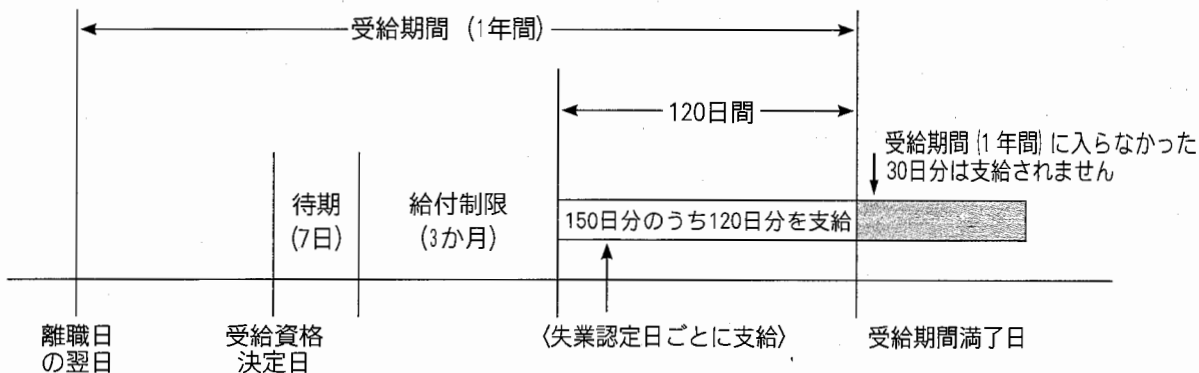 受給期間 (1年間)
120日間
受給期間(1年間)に入らなかった
30日分は支給されません
待期
(7日)
給付制限
(3か月)
150日分のうち120日分を支給
離職日
の翌日
受給資格
決定日
〈失業認定日ごとに支給〉
受給期間満了日